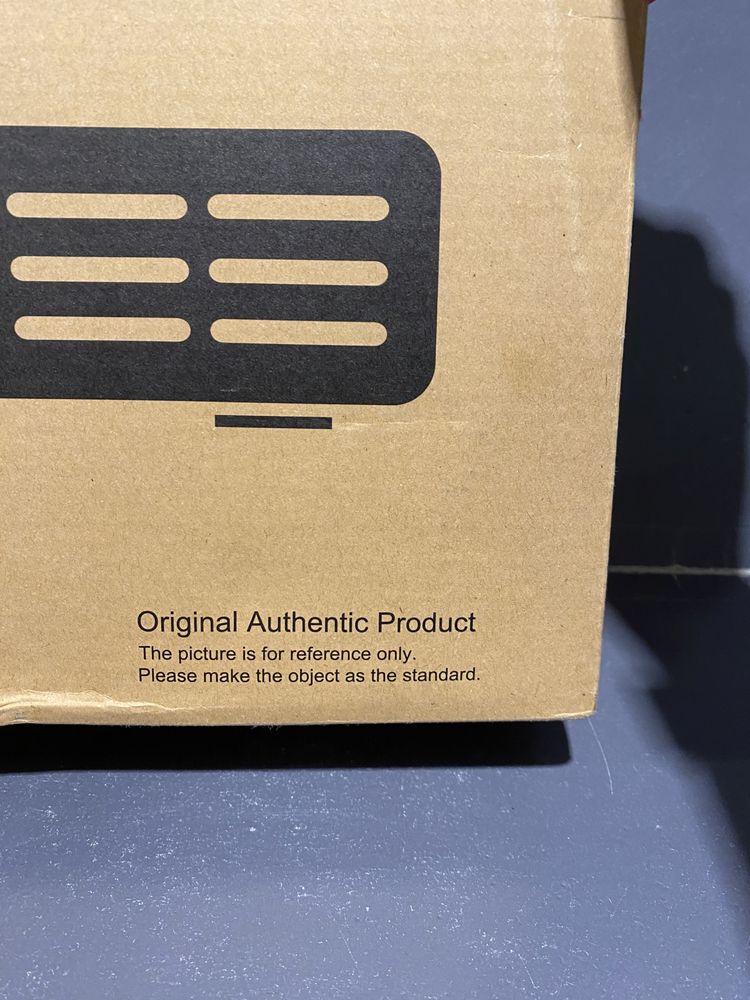 Original Authentic Product
The picture is for reference only.
Please make the object as the standard.